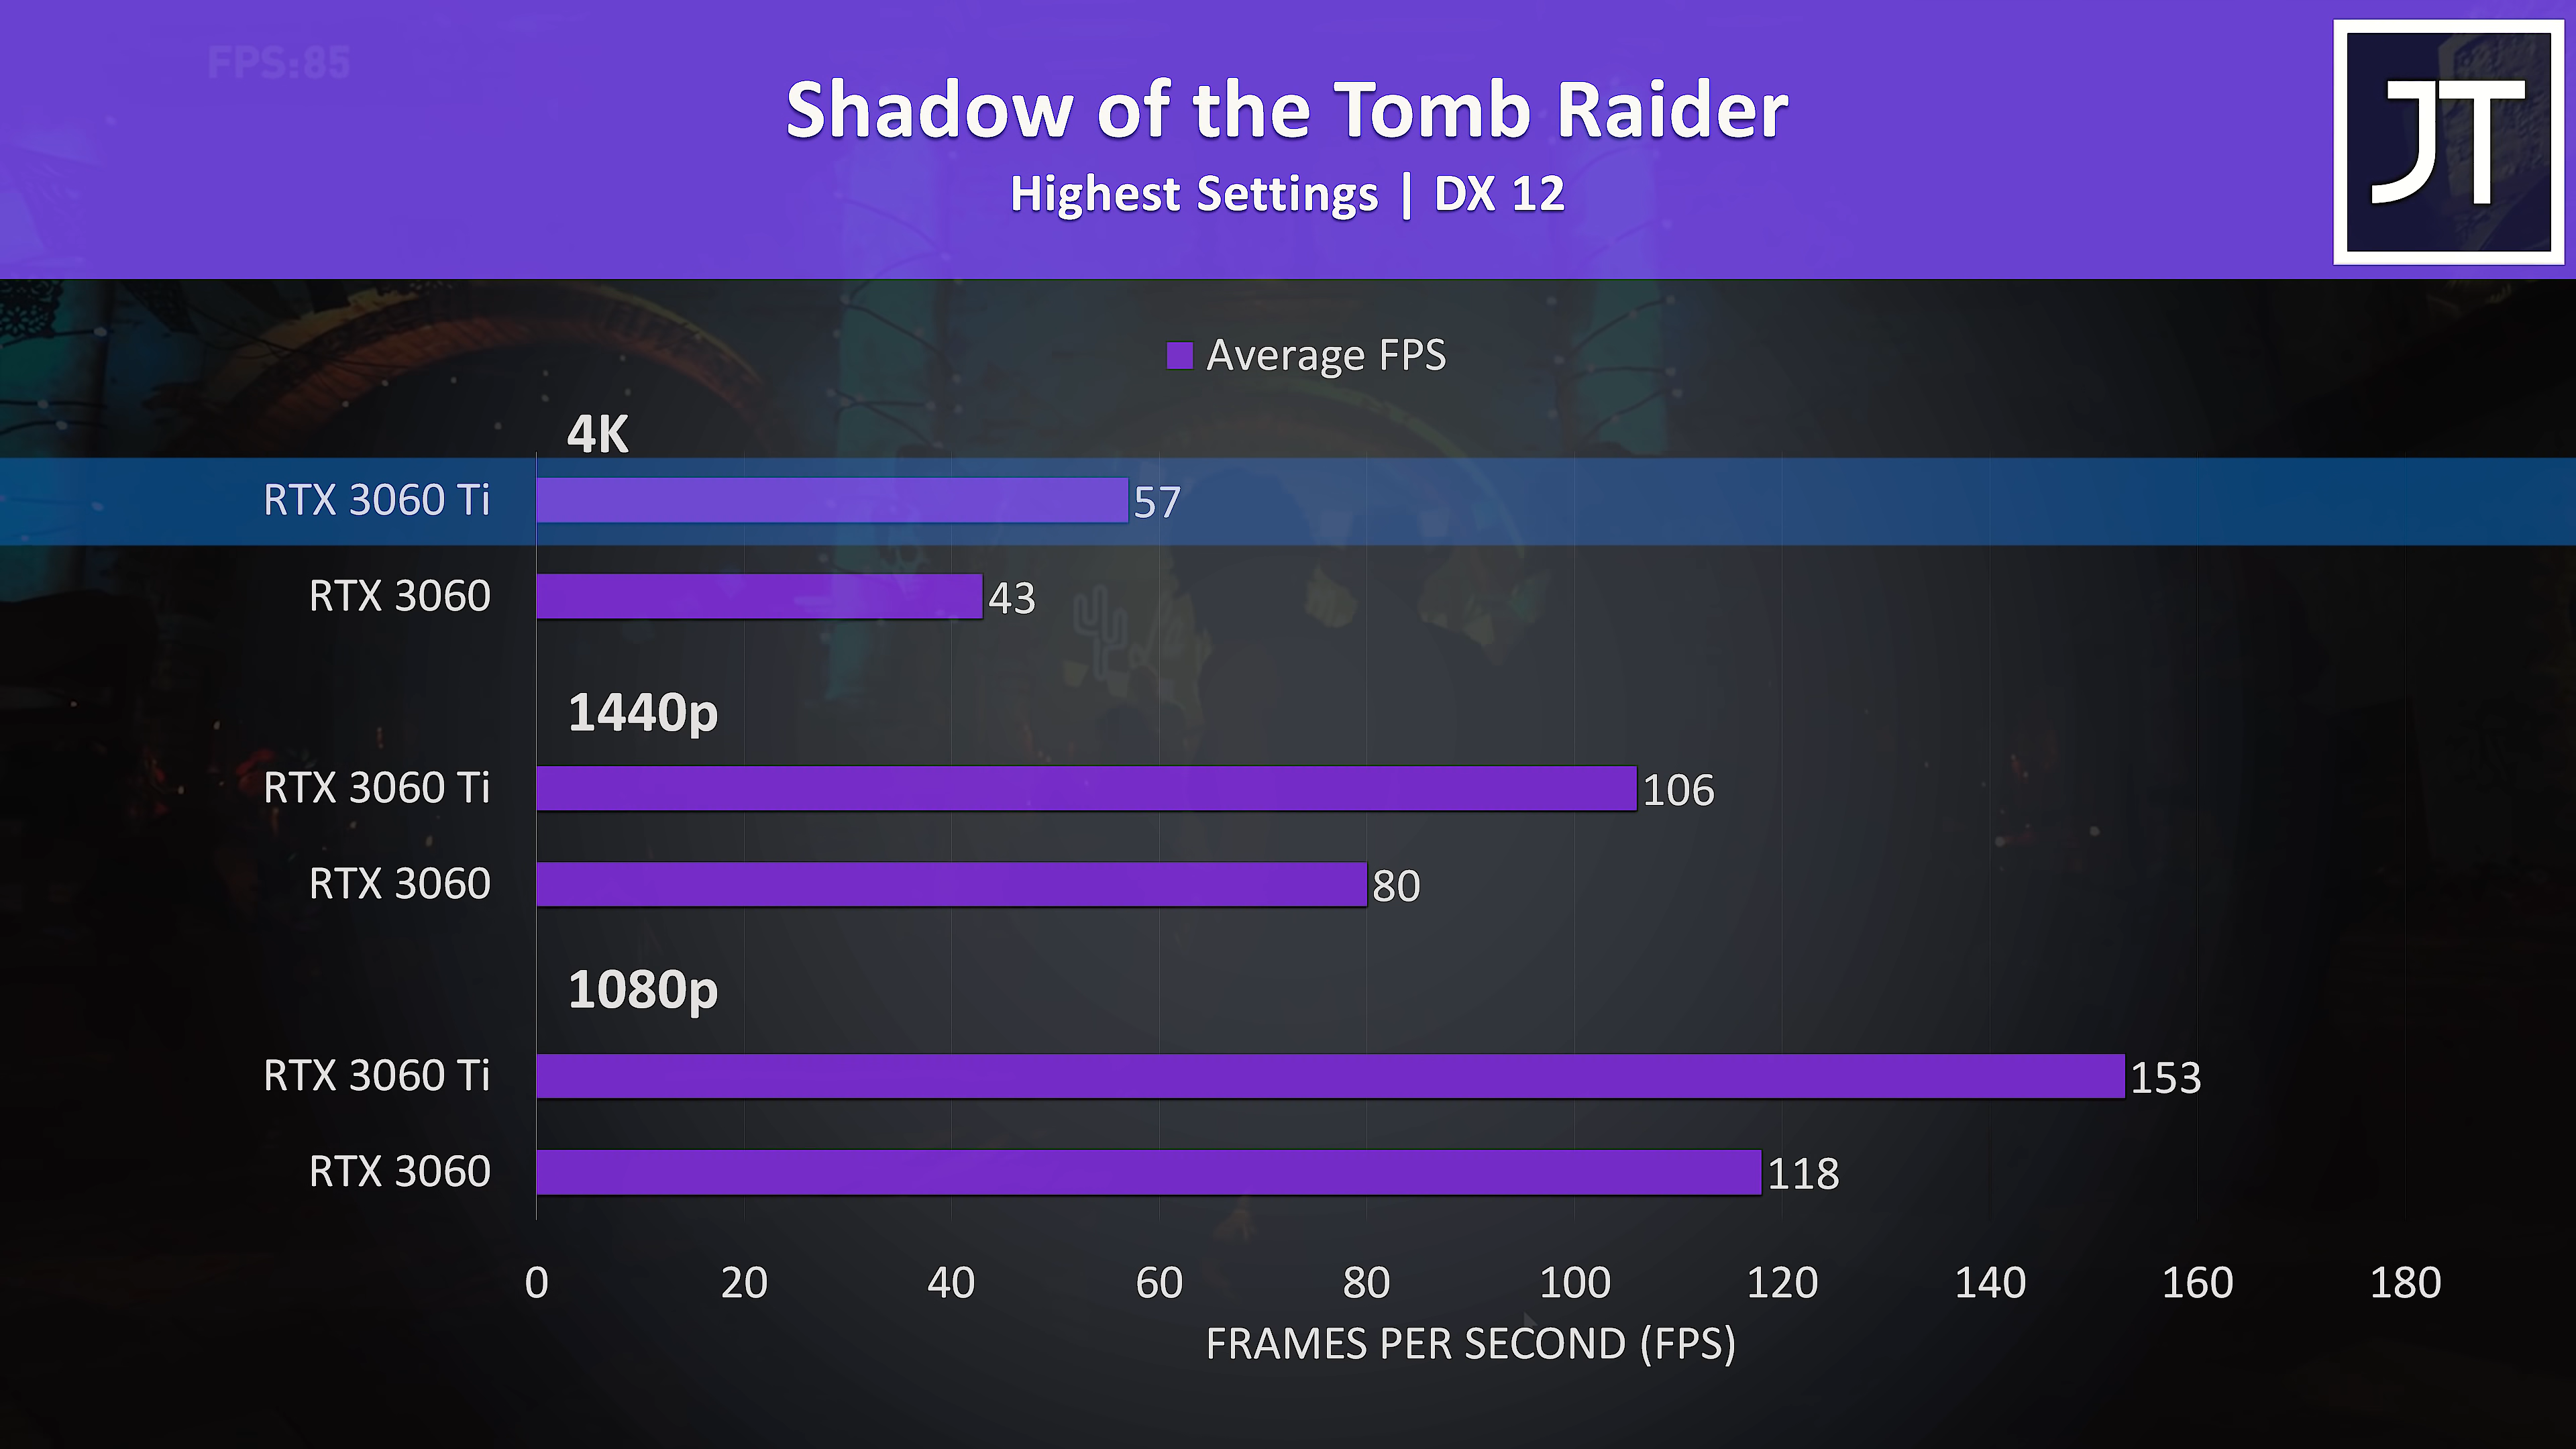 FPS:85
Shadow of the Tomb Raider
Highest Settings | DX 12
JT
Average FPS
4K
RTX 3060 Ti 57
RTX 3060 43
1440p
RTX 3060 Ti 106
RTX 3060 80
1080p
RTX 3060 Ti 153
RTX 3060 118
0 20 40 60 80 100 120 140 160 180
FRAMES PER SECOND (FPS)